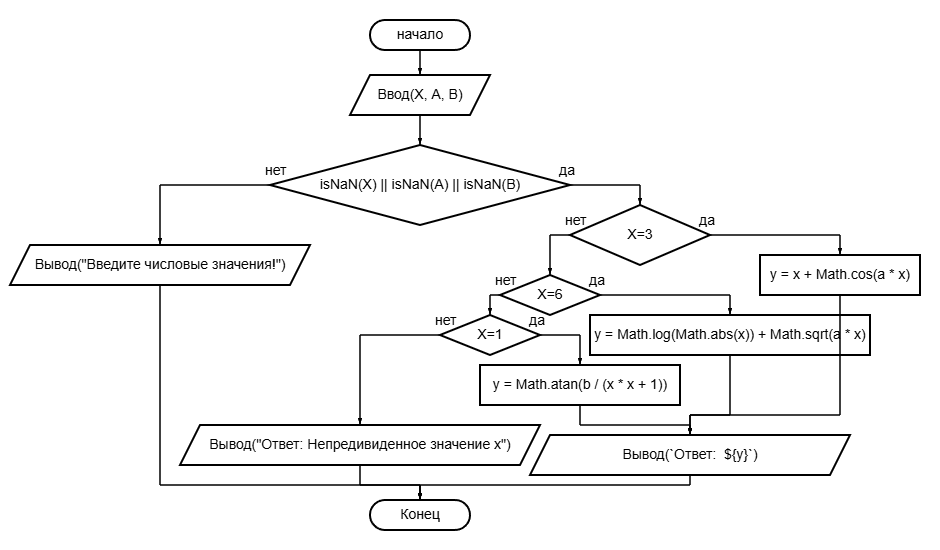 начало
Ввод(X, A, B)
нет
да
isNaN(X) || isNaN(A) || isNaN(B)
нет
да
X=3
Вывод("Введите числовые значения!")
y = x + Math.cos(a * x)
нет
да
X=6
нет
да
X=1
y = Math.log(Math.abs(x)) + Math.sqrt(a * x)
y = Math.atan(b / (x * x + 1))
Вывод("Ответ: Непредивиденное значение x")
Вывод(`Ответ:  ${y}`)
Конец